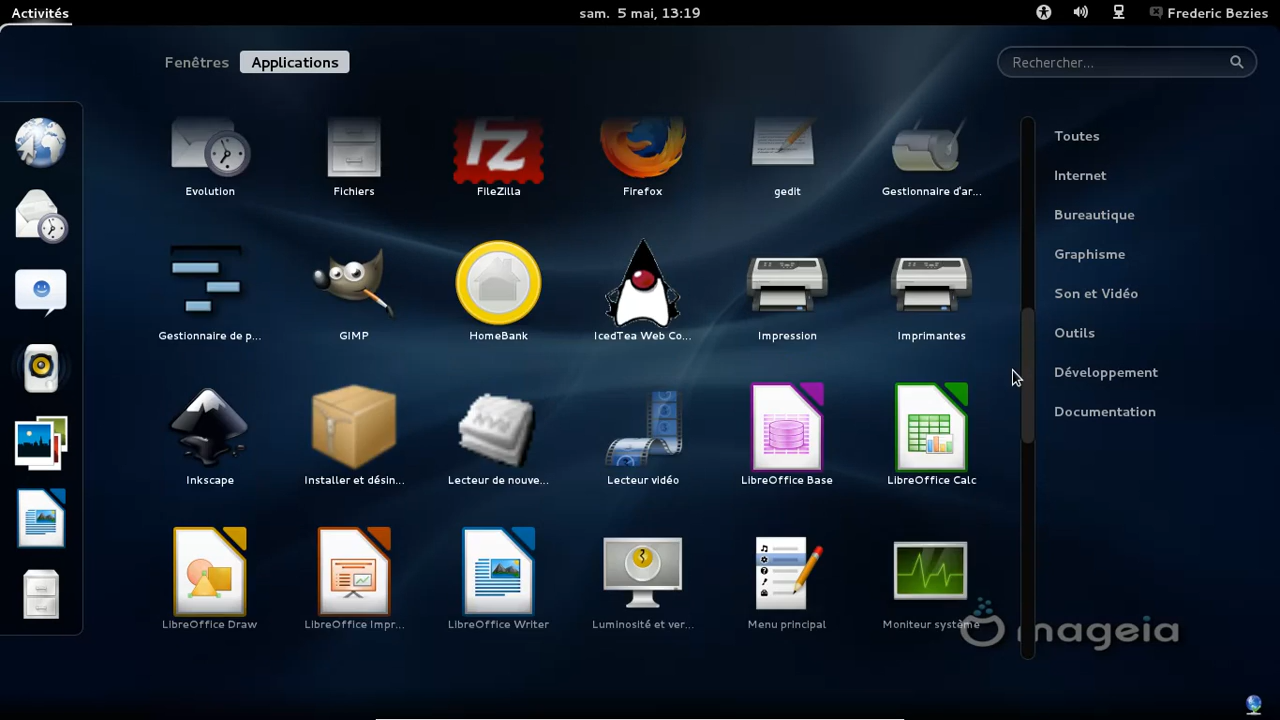 Activités
sam. 5 mai, 13:19
Frederic Bezies
Fenêtres
Applications
Rechercher...
Evolution
Fichiers
FileZilla
Firefox
gedit
Gestionnaire d'ar...
Gestionnaire de p...
GIMP
HomeBank
IcedTea Web Co...
Impression
Imprimantes
Inkscape
Installer et désin...
Lecteur de nouve...
Lecteur vidéo
LibreOffice Base
LibreOffice Calc
LibreOffice Draw
LibreOffice Impr...
LibreOffice Writer
Luminosité et ver...
Menu principal
Moniteur système
Toutes
Internet
Bureautique
Graphisme
Son et Vidéo
Outils
Développement
Documentation
mageia